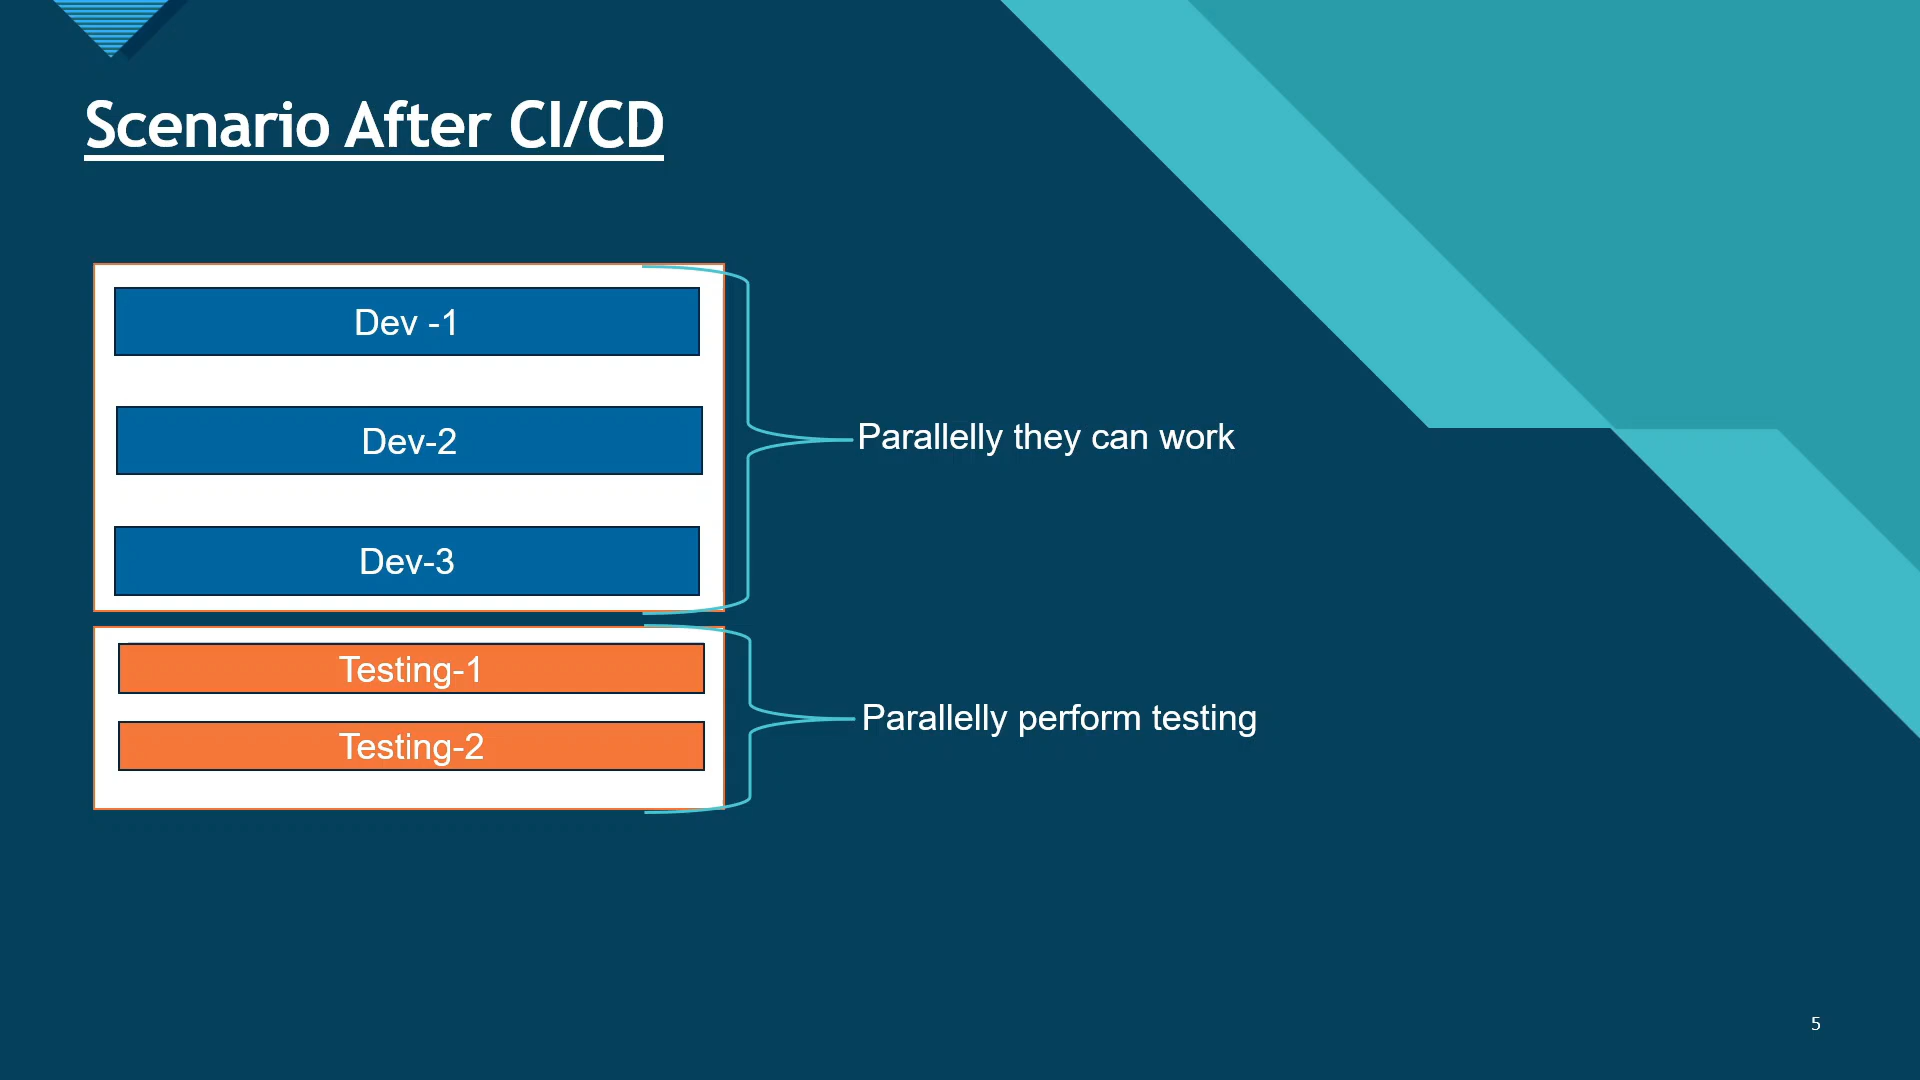 Scenario After CI/CD
Dev -1
Dev-2
Parallelly they can work
Dev-3
Testing-1
Parallelly perform testing
Testing-2
5